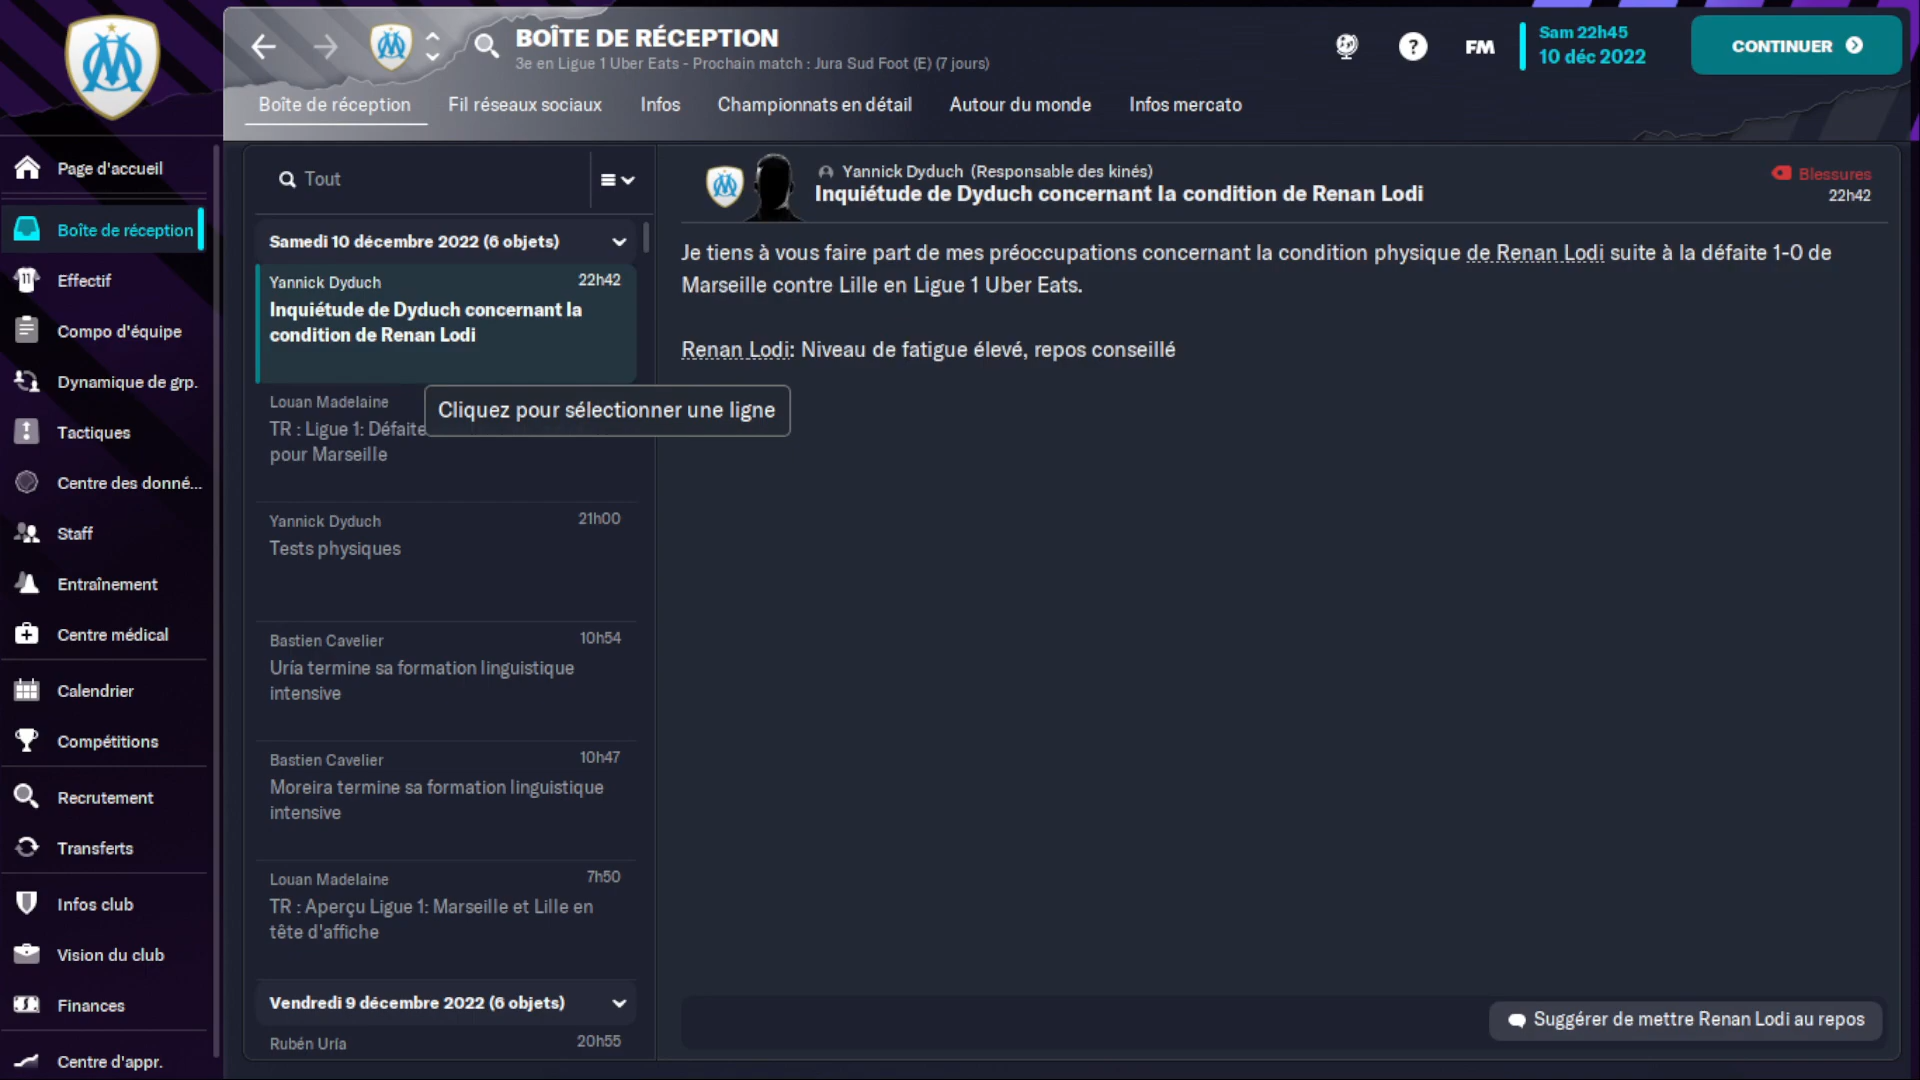 BOÎTE DE RÉCEPTION
3e en Ligue 1 Uber Eats - Prochain match : Jura Sud Foot (E) (7 jours)
?
FM
Sam 22h45
10 déc 2022
CONTINUER
Boîte de réception
Fil réseaux sociaux
Infos
Championnats en détail
Autour du monde
Infos mercato
Page d'accueil
Boîte de réception
Effectif
Compo d'équipe
Dynamique de grp.
Tactiques
Centre des donné...
Staff
Entraînement
Centre médical
Calendrier
Compétitions
Recrutement
Transferts
Infos club
Vision du club
Finances
Centre d'appr.
Tout
Samedi 10 décembre 2022 (6 objets)
Yannick Dyduch 22h42
Inquiétude de Dyduch concernant la
condition de Renan Lodi
Louan Madelaine
TR : Ligue 1: Défaite
pour Marseille
Cliquez pour sélectionner une ligne
Yannick Dyduch 21h00
Tests physiques
Bastien Cavelier 10h54
Uría termine sa formation linguistique
intensive
Bastien Cavelier 10h47
Moreira termine sa formation linguistique
intensive
Louan Madelaine 7h50
TR : Aperçu Ligue 1: Marseille et Lille en
tête d'affiche
Vendredi 9 décembre 2022 (6 objets)
Rubén Uría 20h55
Yannick Dyduch (Responsable des kinés)
Inquiétude de Dyduch concernant la condition de Renan Lodi
Blessures
22h42
Je tiens à vous faire part de mes préoccupations concernant la condition physique de Renan Lodi suite à la défaite 1-0 de
Marseille contre Lille en Ligue 1 Uber Eats.
Renan Lodi: Niveau de fatigue élevé, repos conseillé
Suggérer de mettre Renan Lodi au repos